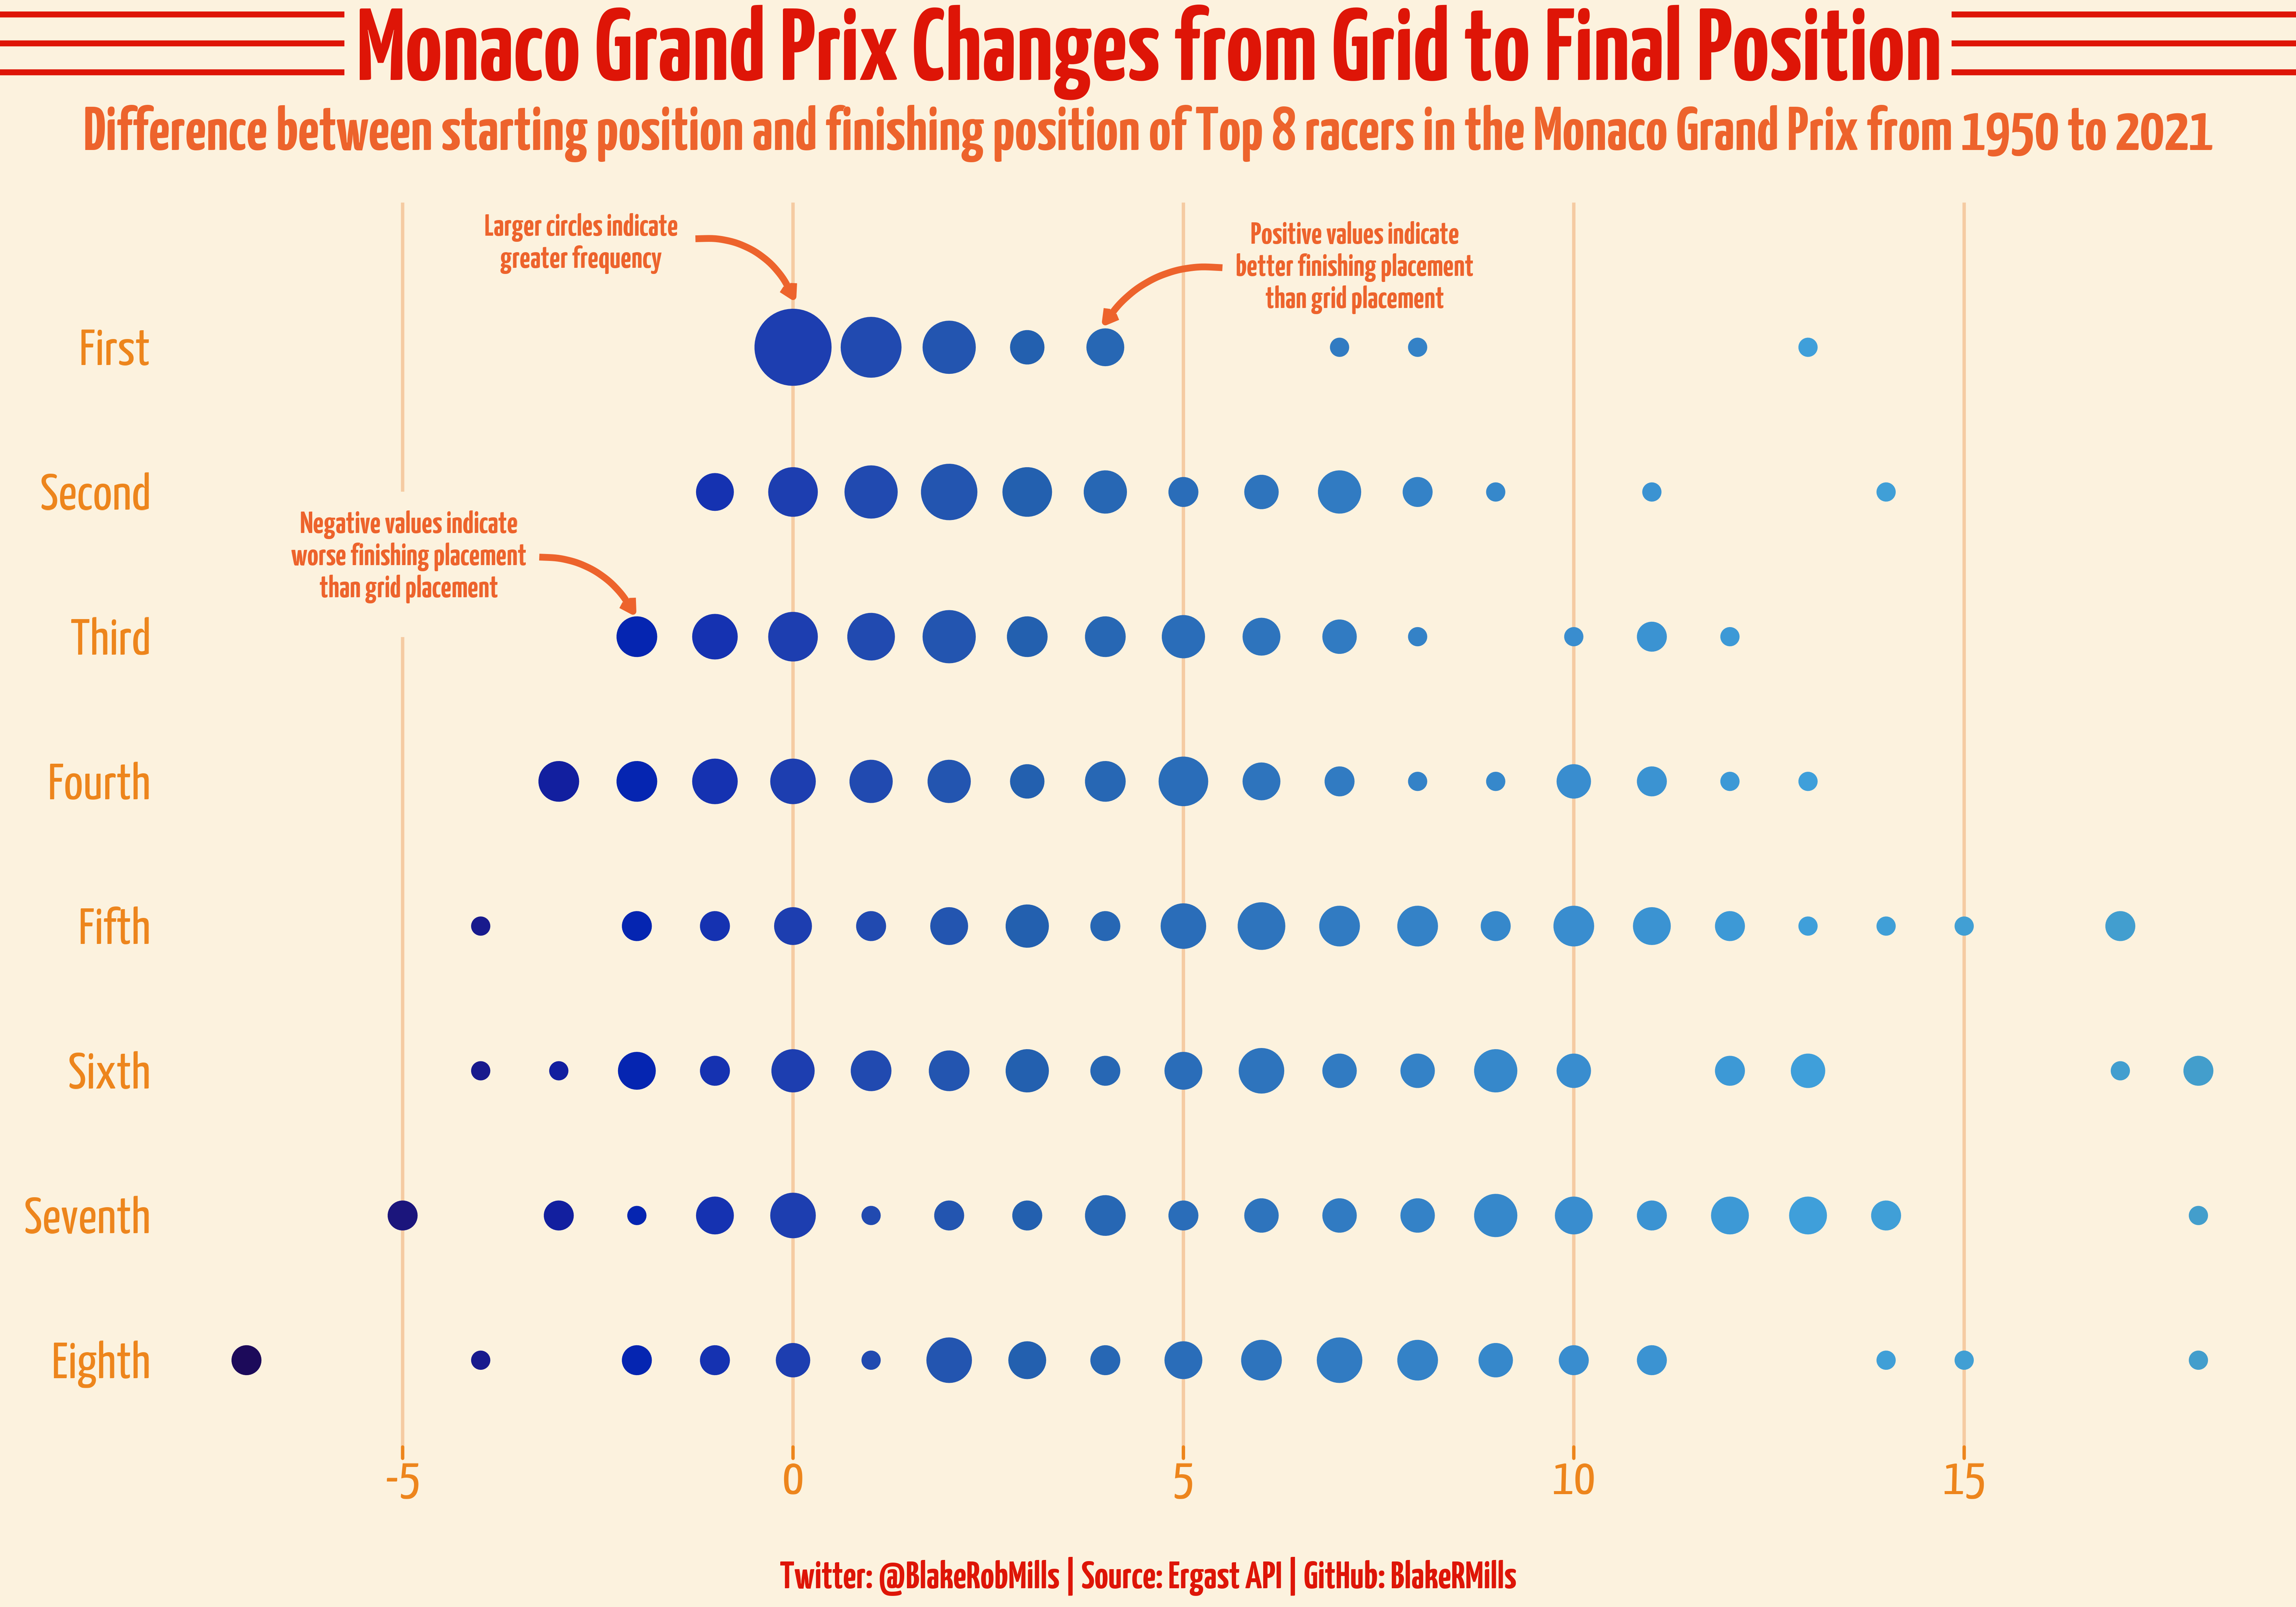 Monaco Grand Prix Changes from Grid to Final Position
Difference between starting position and finishing position of Top 8 racers in the Monaco Grand Prix from 1950 to 2021
Larger circles indicate
greater frequency
Positive values indicate
better finishing placement
than grid placement
First
Second
Negative values indicate
worse finishing placement
than grid placement
Third
Fourth
Fifth
Sixth
Seventh
Eighth
-5 0 5 10 15
Twitter: @BlakeRobMills | Source: Ergast API | GitHub: BlakeRMills